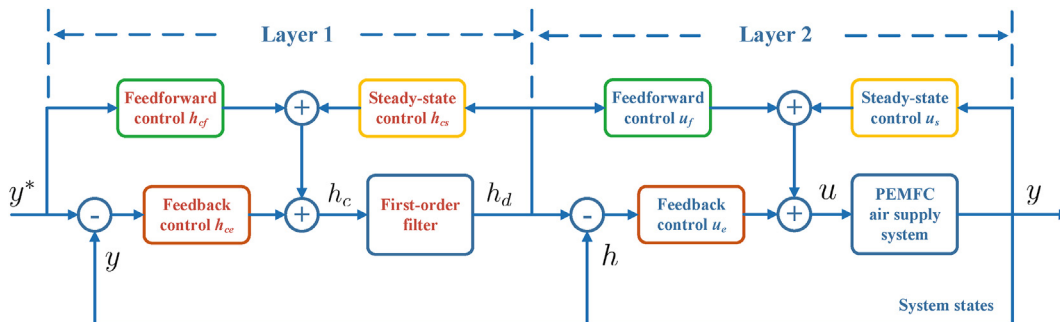 Layer 1
Layer 2
Feedforward
control h_cf
+
Steady-state
control h_cs
Feedforward
control u_f
+
Steady-state
control u_s
y*
-
Feedback
control h_ce
+
h_c
First-order
filter
h_d
-
Feedback
control u_e
+
u
PEMFC
air supply
system
y
y
h
System states